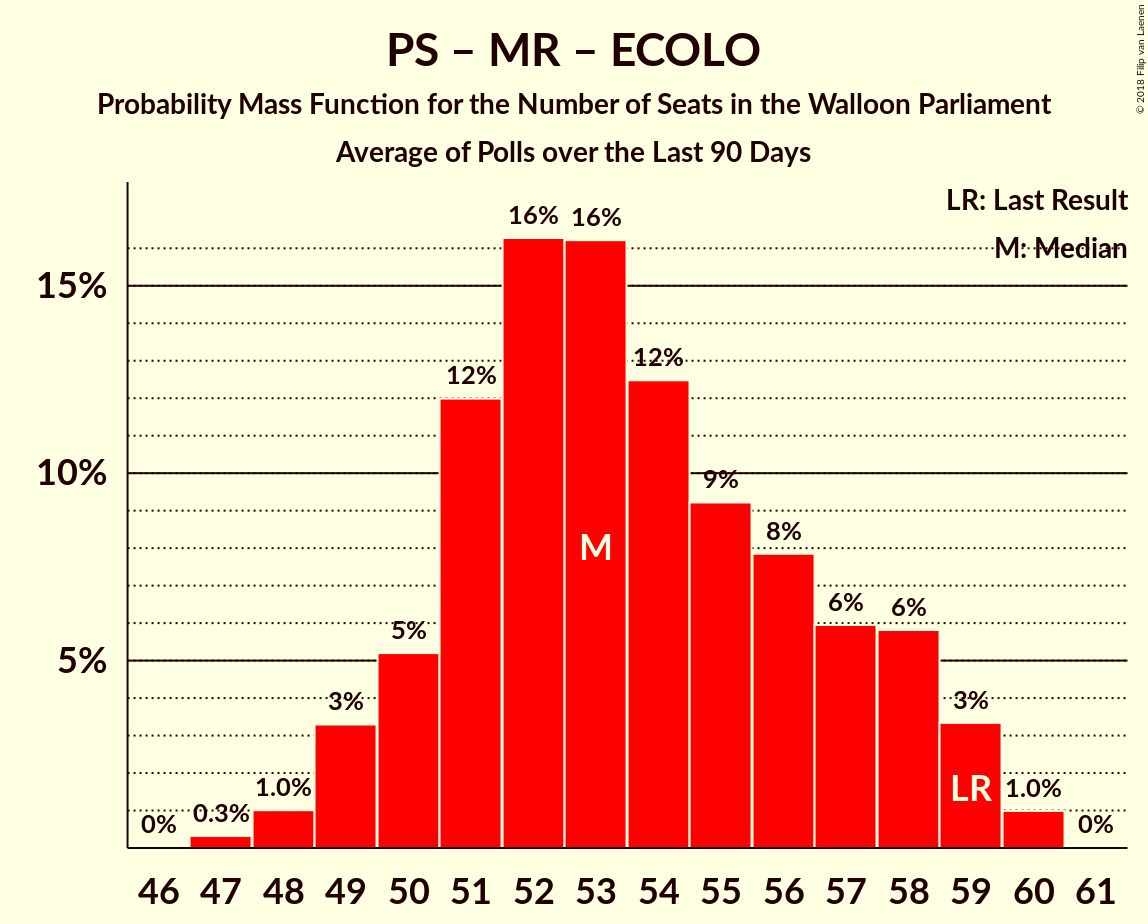 PS – MR – ECOLO
Probability Mass Function for the Number of Seats in the Walloon Parliament
Average of Polls over the Last 90 Days
© 2018 Filip van Laenen
LR: Last Result
M: Median
15%
10%
5%
0%
0.3%
1.0%
3%
5%
12%
16%
16%
12%
9%
8%
6%
6%
3%
1.0%
0%
M
LR
46 47 48 49 50 51 52 53 54 55 56 57 58 59 60 61